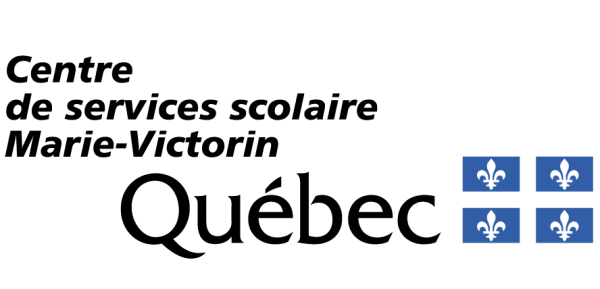 Centre
de services scolaire
Marie-Victorin
Québec